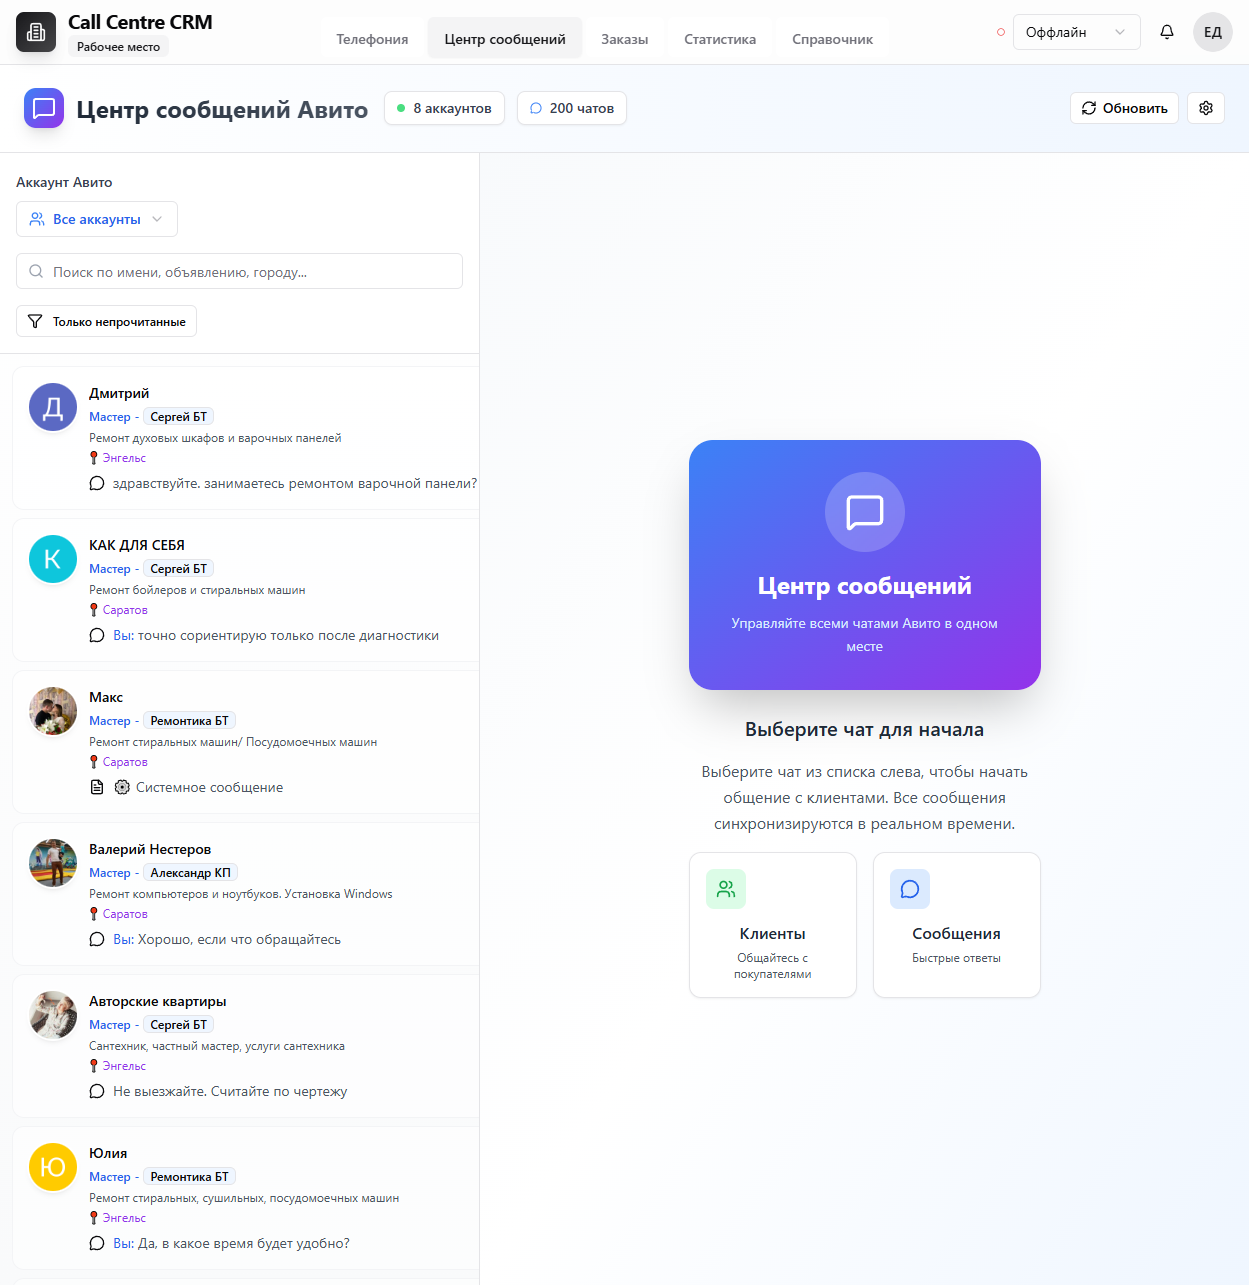 Call Centre CRM
Рабочее место
Телефония
Центр сообщений
Заказы
Статистика
Справочник
Оффлайн
ЕД
Центр сообщений Авито
8 аккаунтов
200 чатов
Обновить
Аккаунт Авито
Все аккаунты
Поиск по имени, объявлению, городу...
Только непрочитанные
Д
Дмитрий
Мастер - Сергей БТ
Ремонт духовых шкафов и варочных панелей
Энгельс
здравствуйте. занимаетесь ремонтом варочной панели?
К
КАК ДЛЯ СЕБЯ
Мастер - Сергей БТ
Ремонт бойлеров и стиральных машин
Саратов
Вы: точно сориентирую только после диагностики
Макс
Мастер - Ремонтика БТ
Ремонт стиральных машин/ Посудомоечных машин
Саратов
Системное сообщение
Валерий Нестеров
Мастер - Александр КП
Ремонт компьютеров и ноутбуков. Установка Windows
Саратов
Вы: Хорошо, если что обращайтесь
Авторские квартиры
Мастер - Сергей БТ
Сантехник, частный мастер, услуги сантехника
Энгельс
Не выезжайте. Считайте по чертежу
Ю
Юлия
Мастер - Ремонтика БТ
Ремонт стиральных, сушильных, посудомоечных машин
Энгельс
Вы: Да, в какое время будет удобно?
Центр сообщений
Управляйте всеми чатами Авито в одном
месте
Выберите чат для начала
Выберите чат из списка слева, чтобы начать
общение с клиентами. Все сообщения
синхронизируются в реальном времени.
Клиенты
Общайтесь с
покупателями
Сообщения
Быстрые ответы